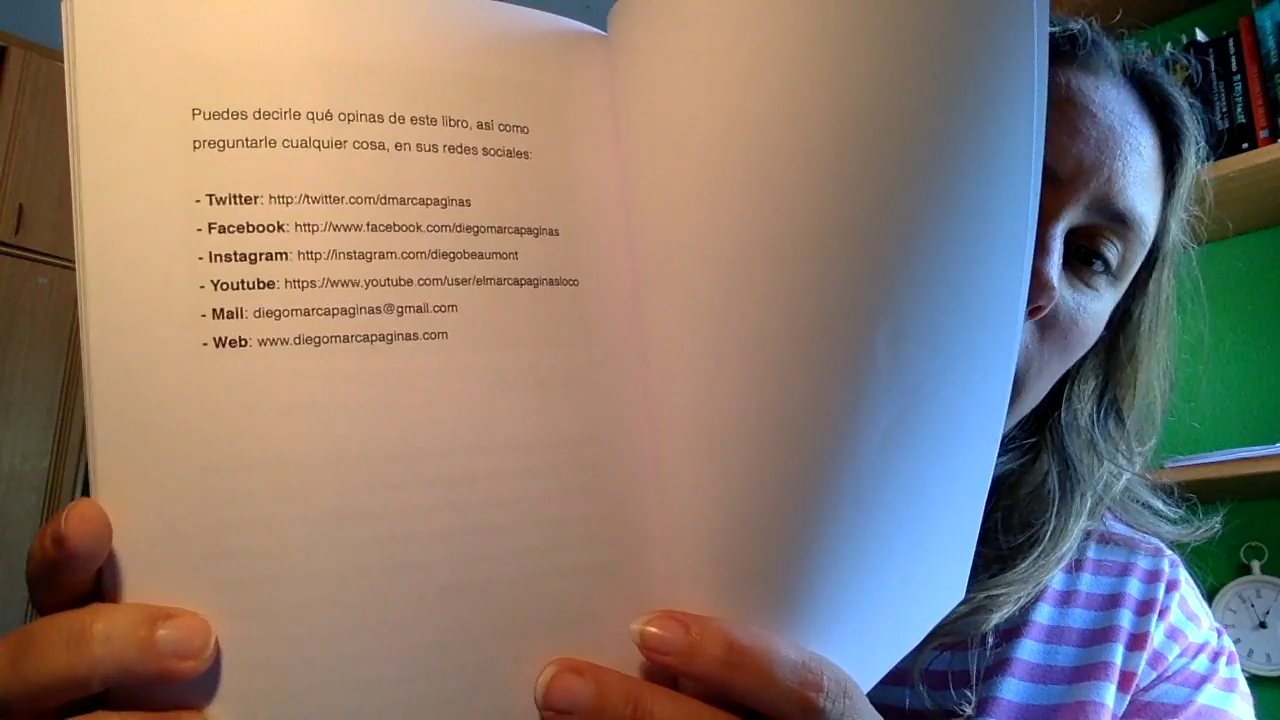 Puedes decirle qué opinas de este libro, así como
preguntarle cualquier cosa, en sus redes sociales:
- Twitter: http://twitter.com/dmarcapaginas
- Facebook: http://www.facebook.com/diegomarcapaginas
- Instagram: http://instagram.com/diegobeaumont
- Youtube: https://www.youtube.com/user/elmarcapaginasloco
- Mail: diegomarcapaginas@gmail.com
- Web: www.diegomarcapaginas.com